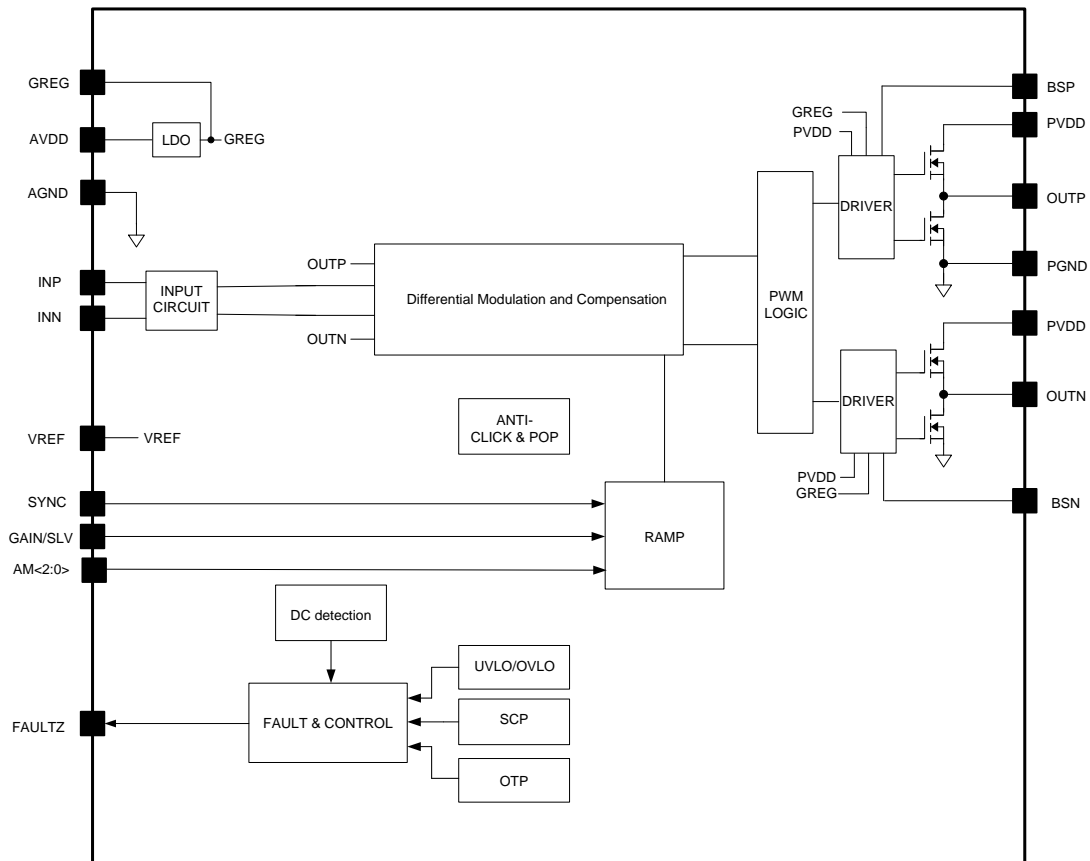 GREG
AVDD
LDO
GREG
AGND
INP
INN
INPUT
CIRCUIT
OUTP
OUTN
Differential Modulation and Compensation
ANTI-
CLICK & POP
VREF
VREF
SYNC
GAIN/SLV
AM<2:0>
RAMP
DC detection
UVLO/OVLO
FAULTZ
FAULT & CONTROL
SCP
OTP
PWM
LOGIC
GREG
PVDD
DRIVER
DRIVER
PVDD
GREG
BSP
PVDD
OUTP
PGND
PVDD
OUTN
BSN